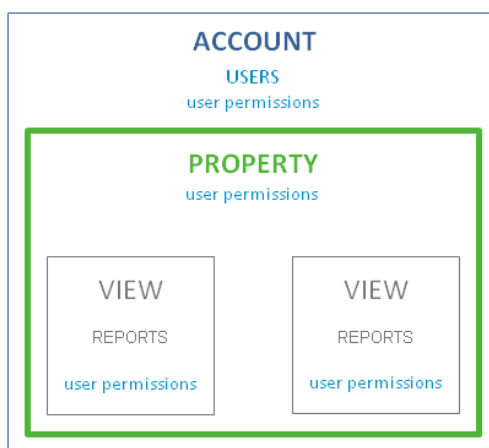 ACCOUNT
USERS
user permissions
PROPERTY
user permissions
VIEW
REPORTS
user permissions
VIEW
REPORTS
user permissions